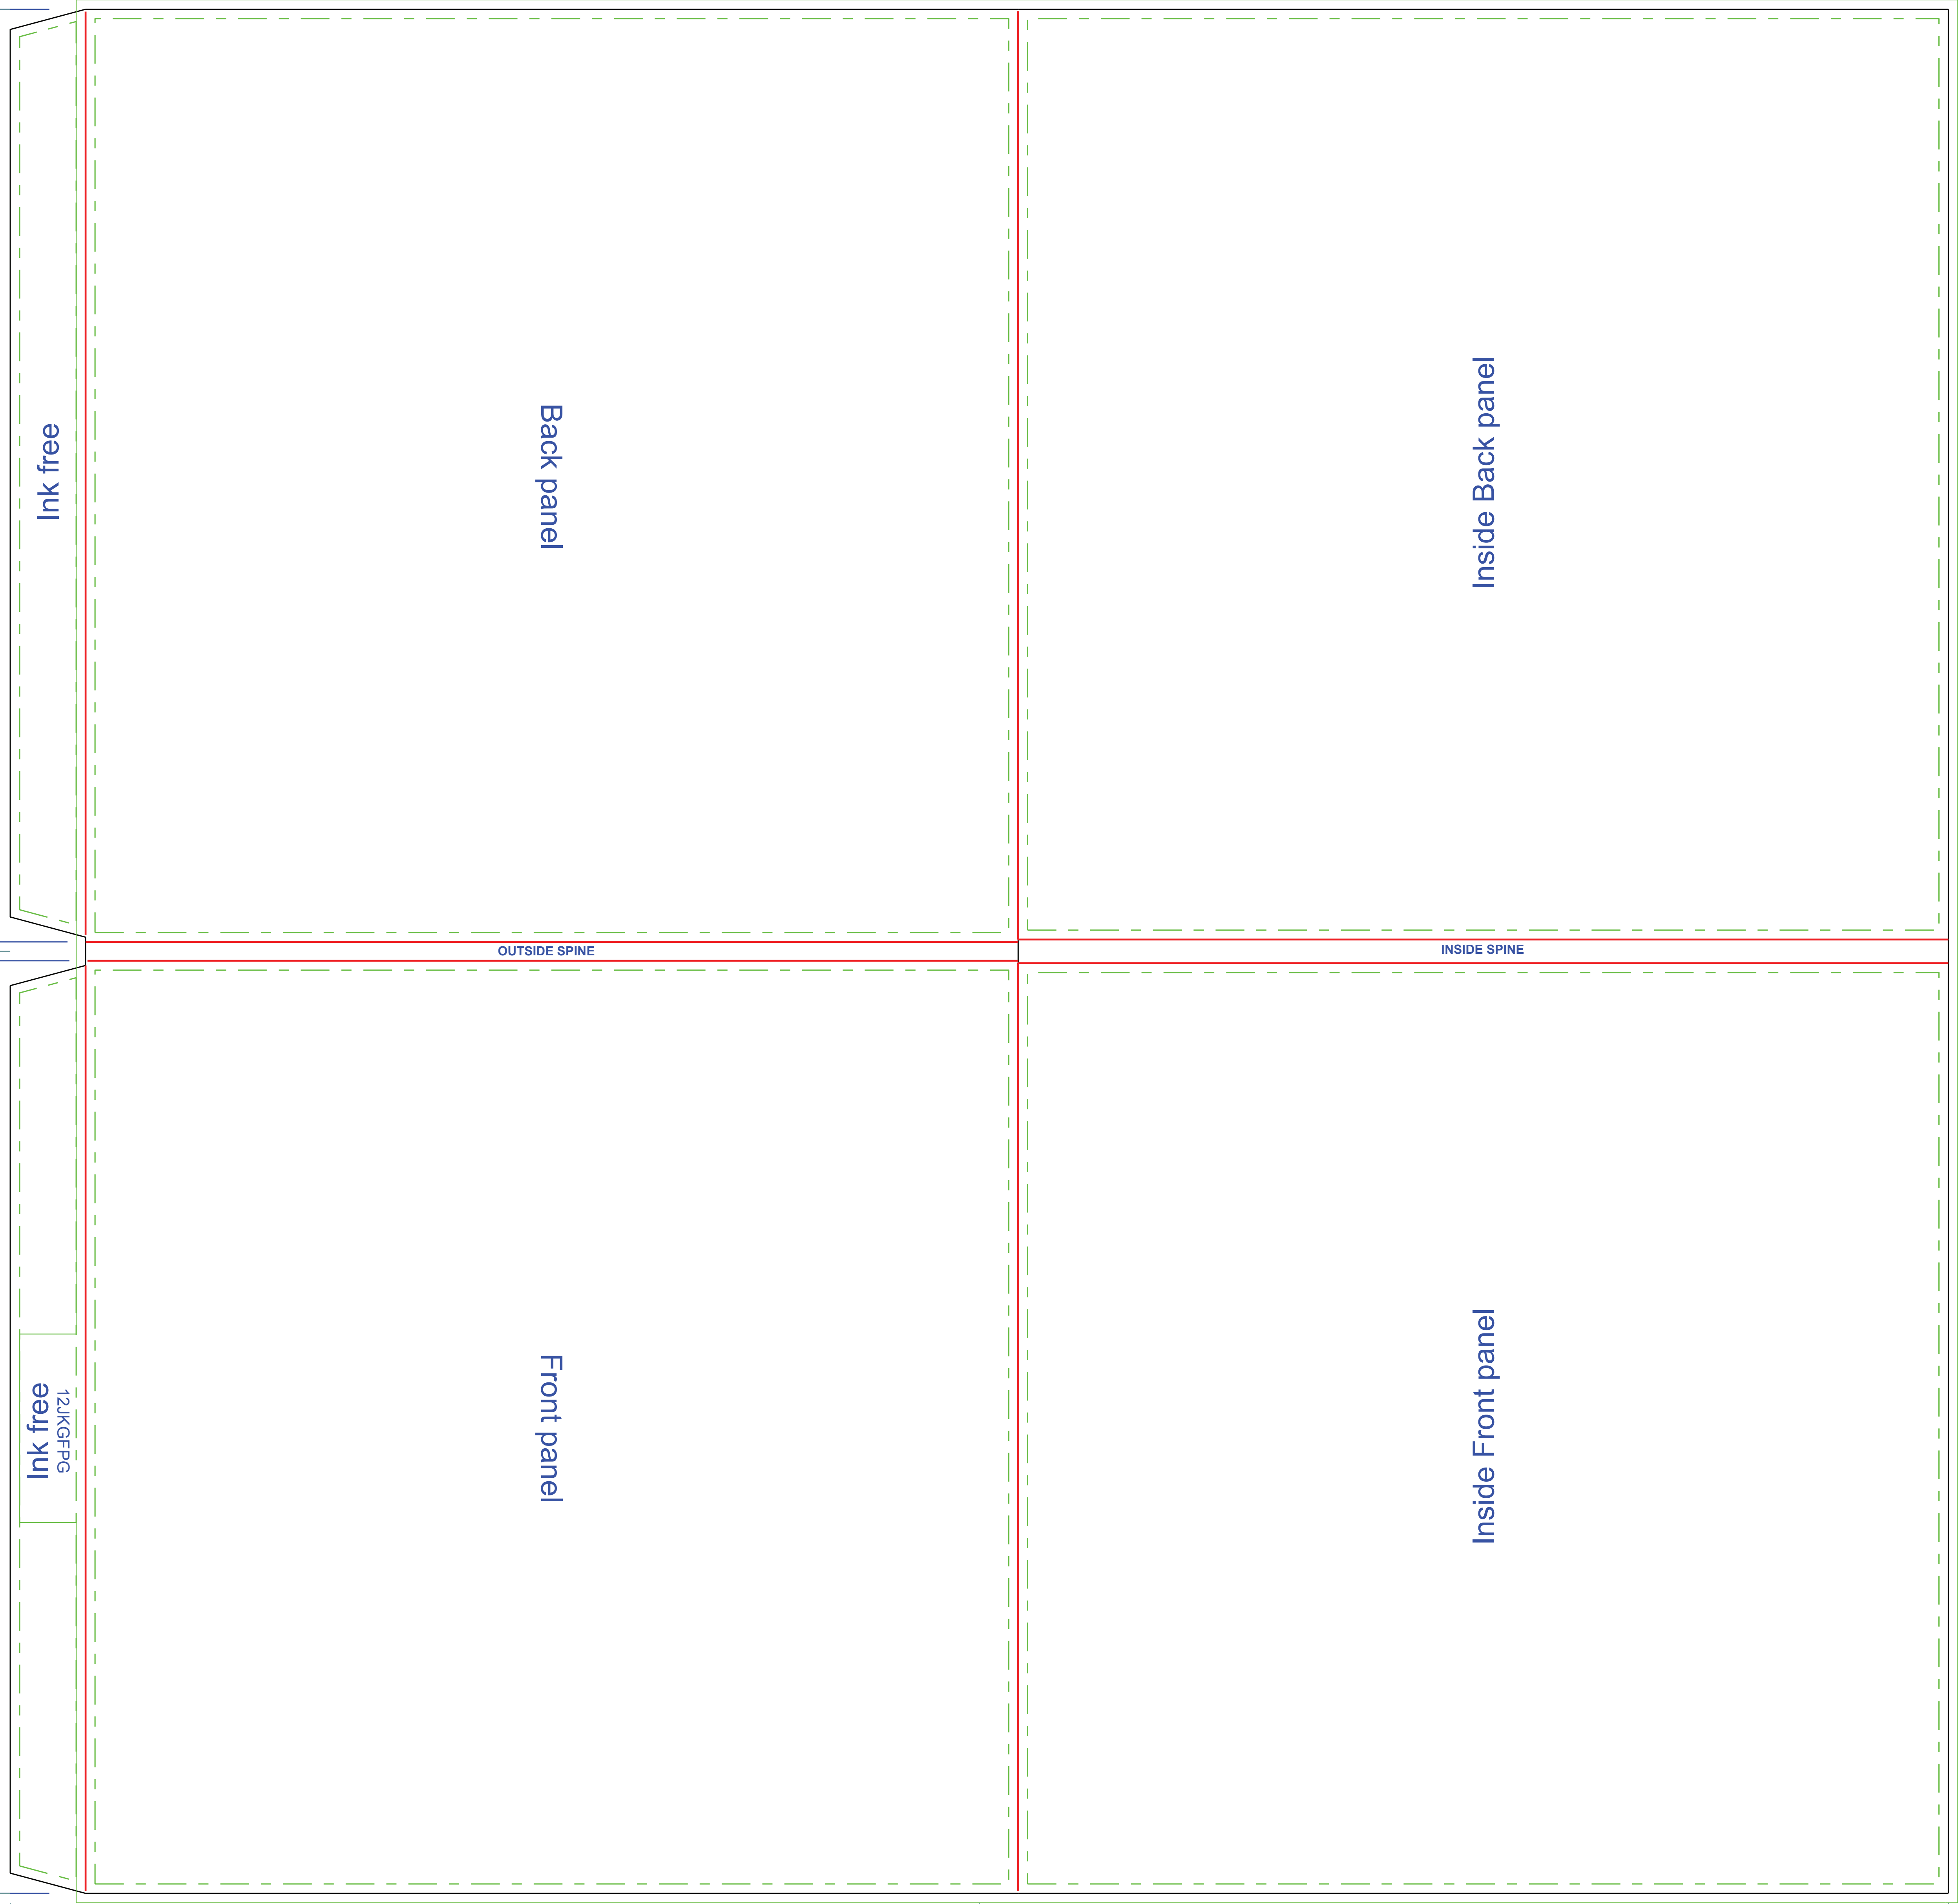 Ink free
Back panel
Inside Back panel
OUTSIDE SPINE
INSIDE SPINE
Ink free
12JKGFPG
Front panel
Inside Front panel